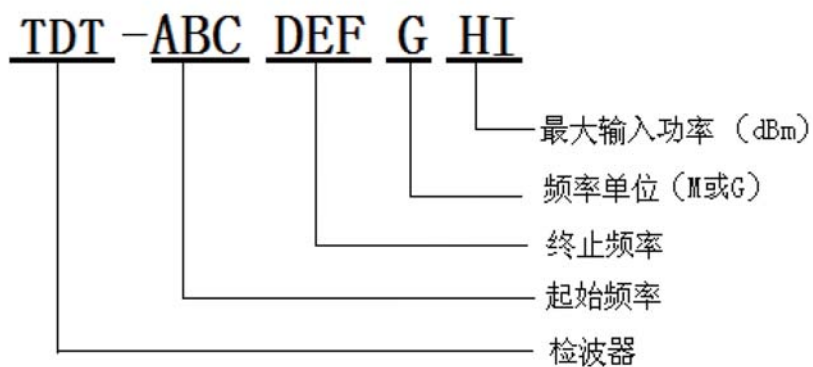 TDT-ABC DEF G HI
最大输入功率（dBm）
频率单位（M或G）
终止频率
起始频率
检波器